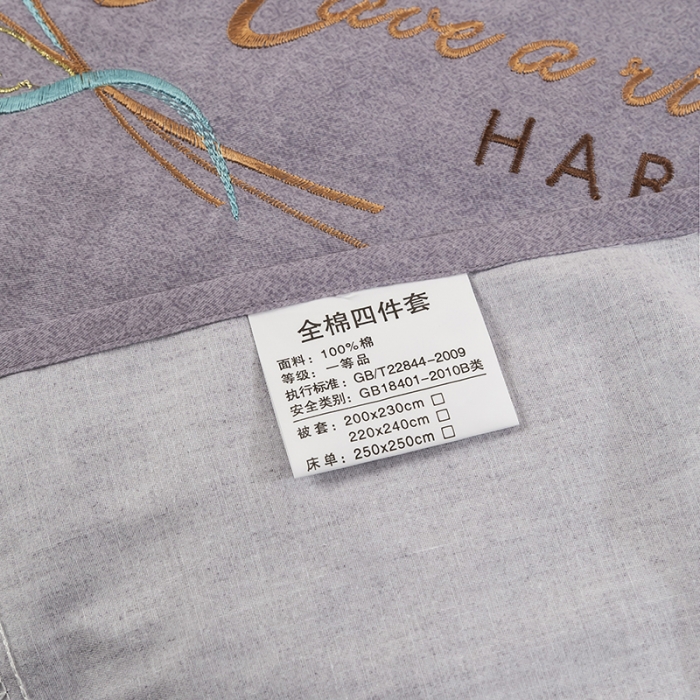 eve a
HAR
全棉四件套
面料：100%棉
等级：一等品
执行标准：GB/T22844-2009
安全类别：GB18401-2010B类
被套：200x230cm □
220x240cm □
床单：250x250cm □